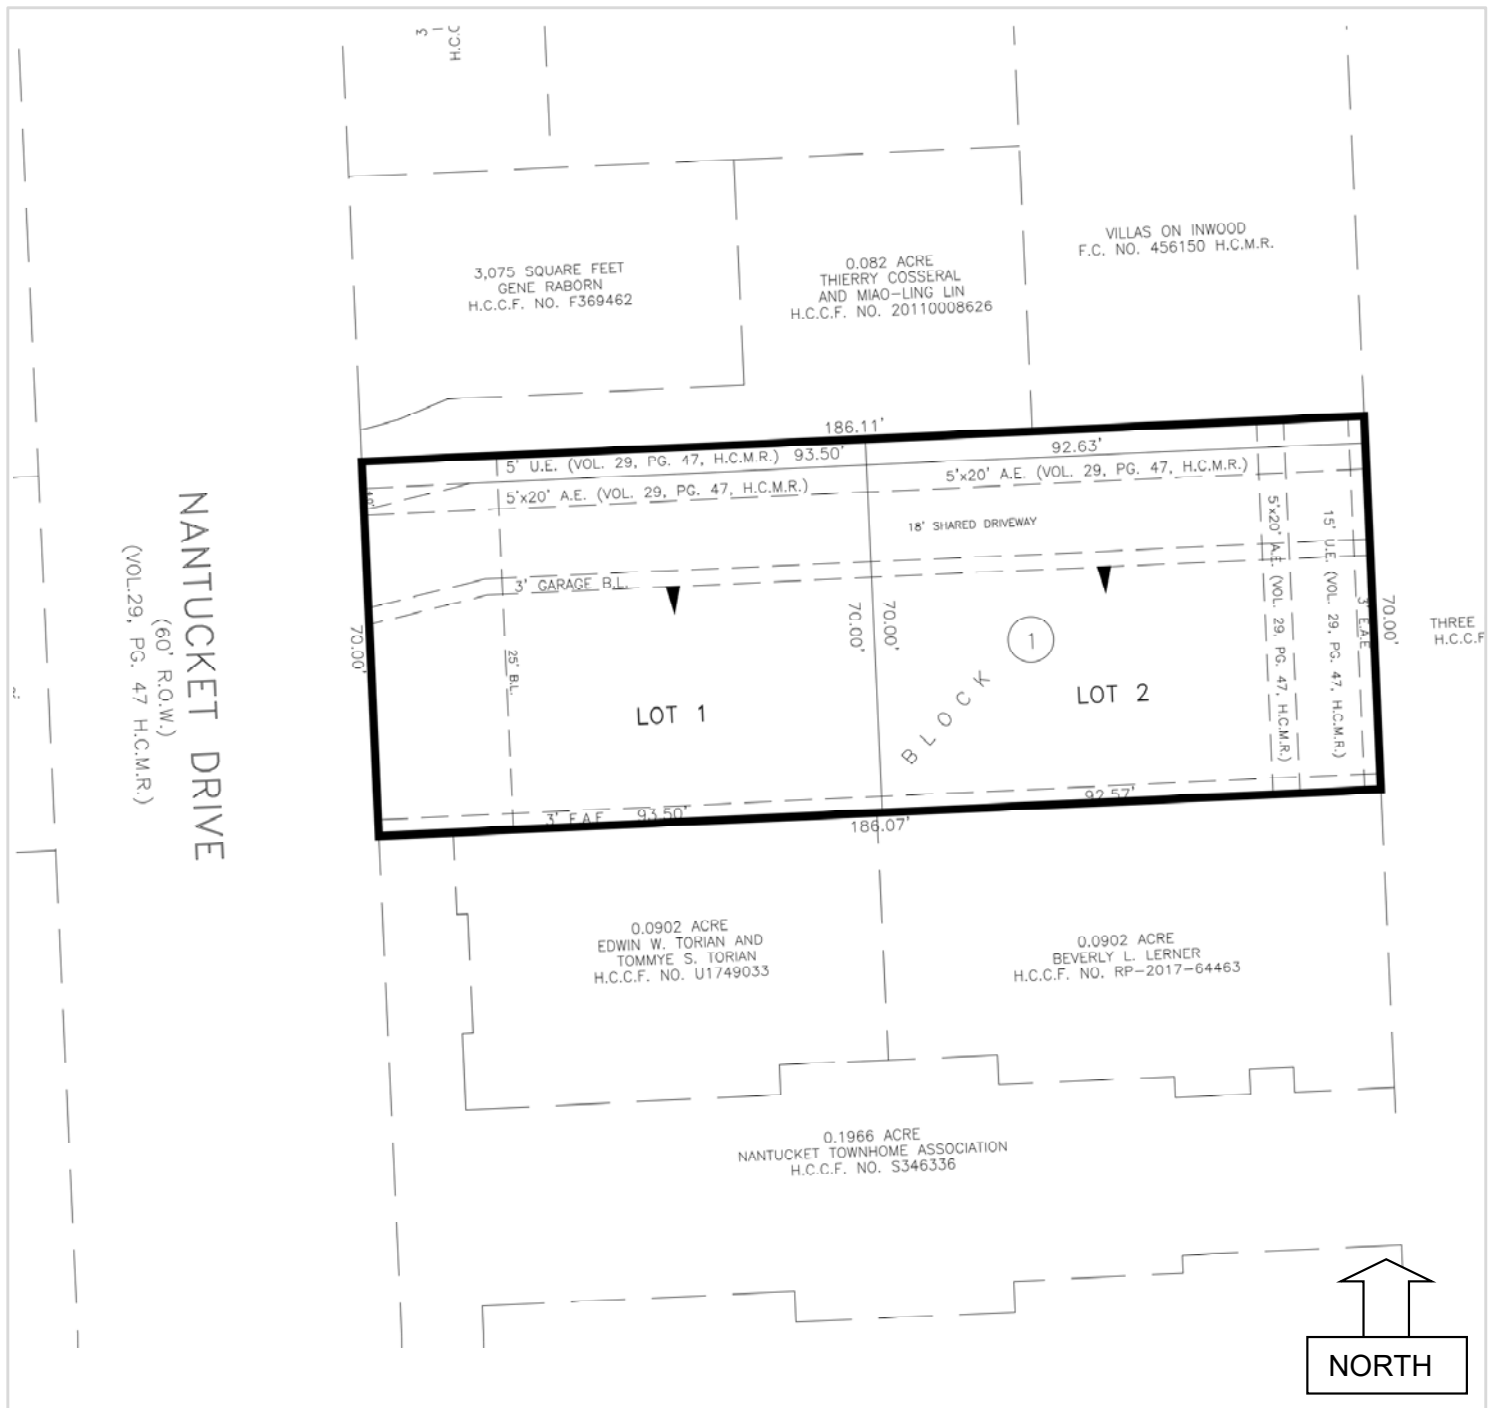 3
H.C.C
3,075 SQUARE FEET
GENE RABORN
H.C.C.F. NO. F369462
0.082 ACRE
THIERRY COSSERAL
AND MIAO-LING LIN
H.C.C.F. NO. 20110008626
VILLAS ON INWOOD
F.C. NO. 456150 H.C.M.R.
186.11'
5' U.E. (VOL. 29, PG. 47, H.C.M.R.) 93.50'
92.63'
5'x20' A.E. (VOL. 29, PG. 47, H.C.M.R.)
5'x20' A.E. (VOL. 29, PG. 47, H.C.M.R.)
18' SHARED DRIVEWAY
3' GARAGE B.L.
NANTUCKET DRIVE
(60' R.O.W.)
(VOL.29, PG. 47 H.C.M.R.)
70.00'
25' B.L.
70.00'
70.00'
1
BLOCK
LOT 1
LOT 2
5'x20' A.E. (VOL. 29, PG. 47, H.C.M.R.)
15' U.E. (VOL. 29, PG. 47, H.C.M.R.)
3' E.A.E
70.00'
THREE
H.C.C.F
3' E.A.E 93.50'
92.57'
186.07'
0.0902 ACRE
EDWIN W. TORIAN AND
TOMMYE S. TORIAN
H.C.C.F. NO. U1749033
0.0902 ACRE
BEVERLY L. LERNER
H.C.C.F. NO. RP-2017-64463
0.1966 ACRE
NANTUCKET TOWNHOME ASSOCIATION
H.C.C.F. NO. S346336
NORTH